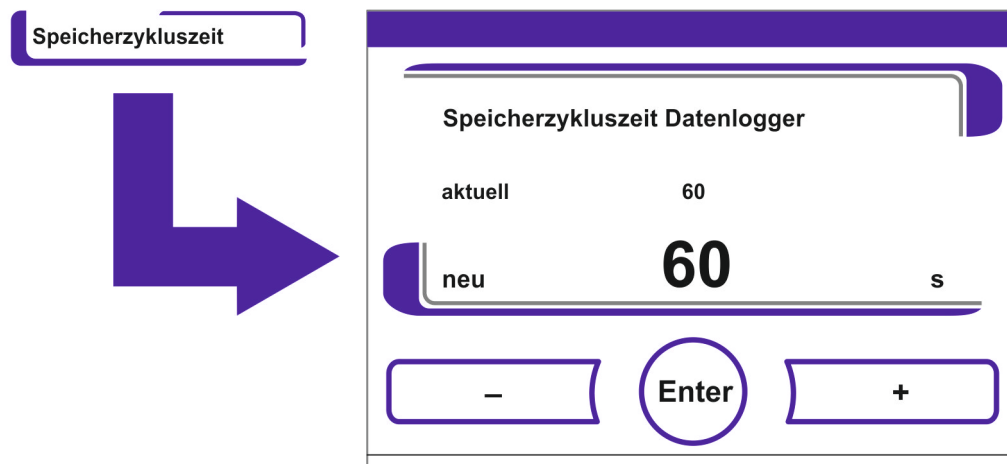 Speicherzykluszeit
Speicherzykluszeit Datenlogger
aktuell 60
neu 60 s
– Enter +